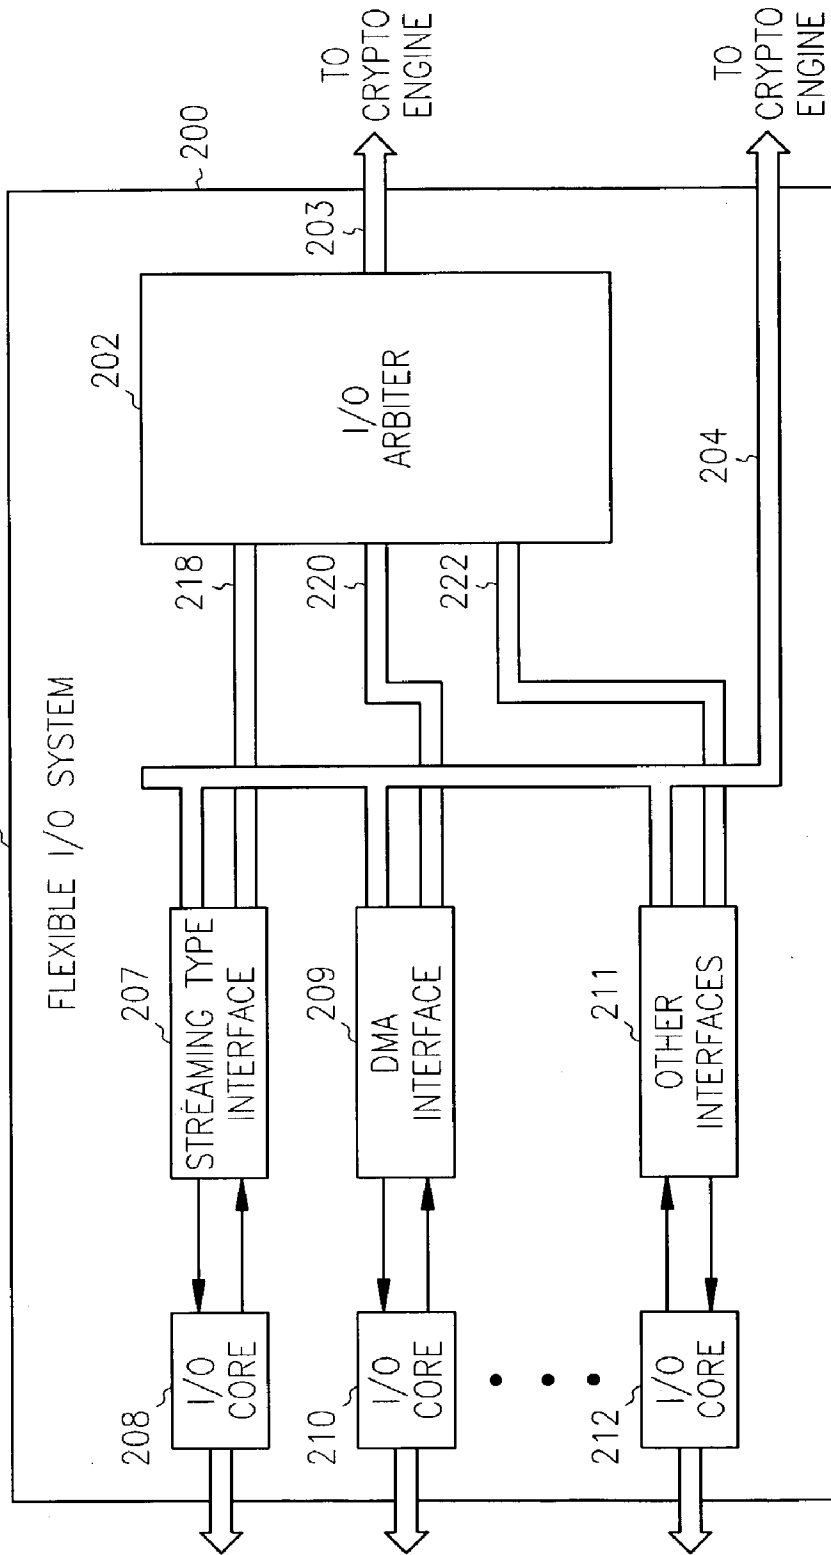 FLEXIBLE I/O SYSTEM
200
208
I/O
CORE
207
STREAMING TYPE
INTERFACE
218
202
I/O
ARBITER
203
TO
CRYPTO
ENGINE
210
I/O
CORE
209
DMA
INTERFACE
220
212
I/O
CORE
211
OTHER
INTERFACES
222
204
TO
CRYPTO
ENGINE